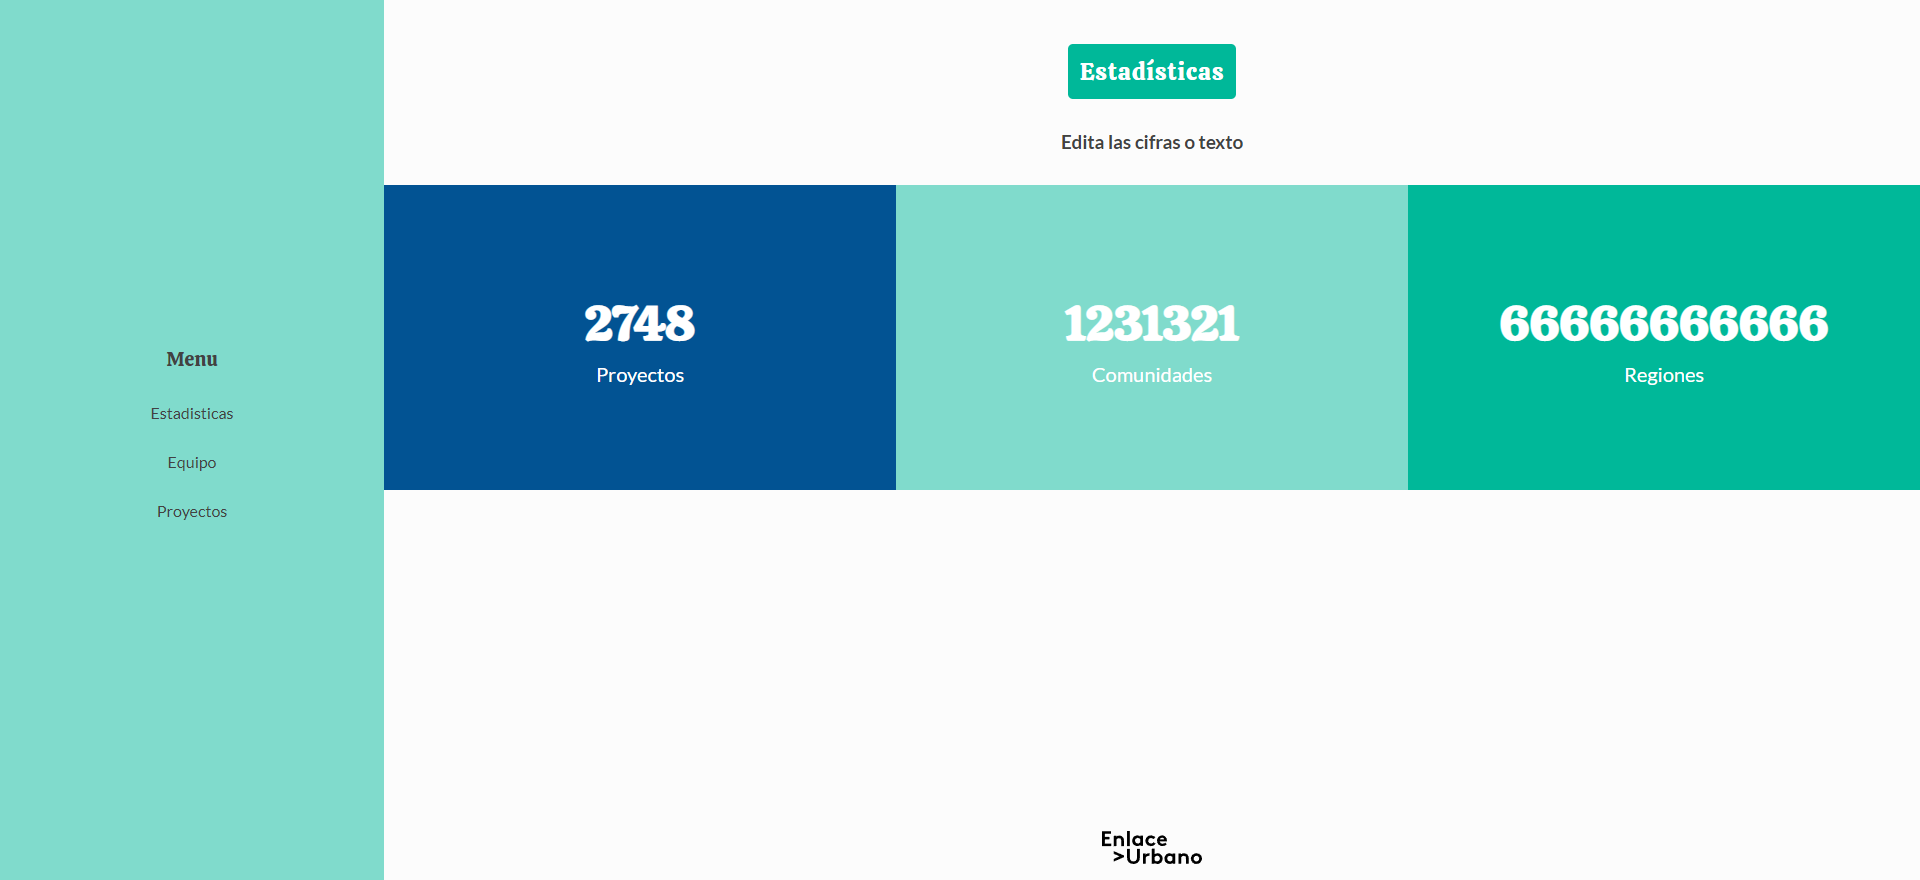 Menu
Estadisticas
Equipo
Proyectos
Estadísticas
Edita las cifras o texto
2748
Proyectos
1231321
Comunidades
66666666666
Regiones
Enlace
>Urbano